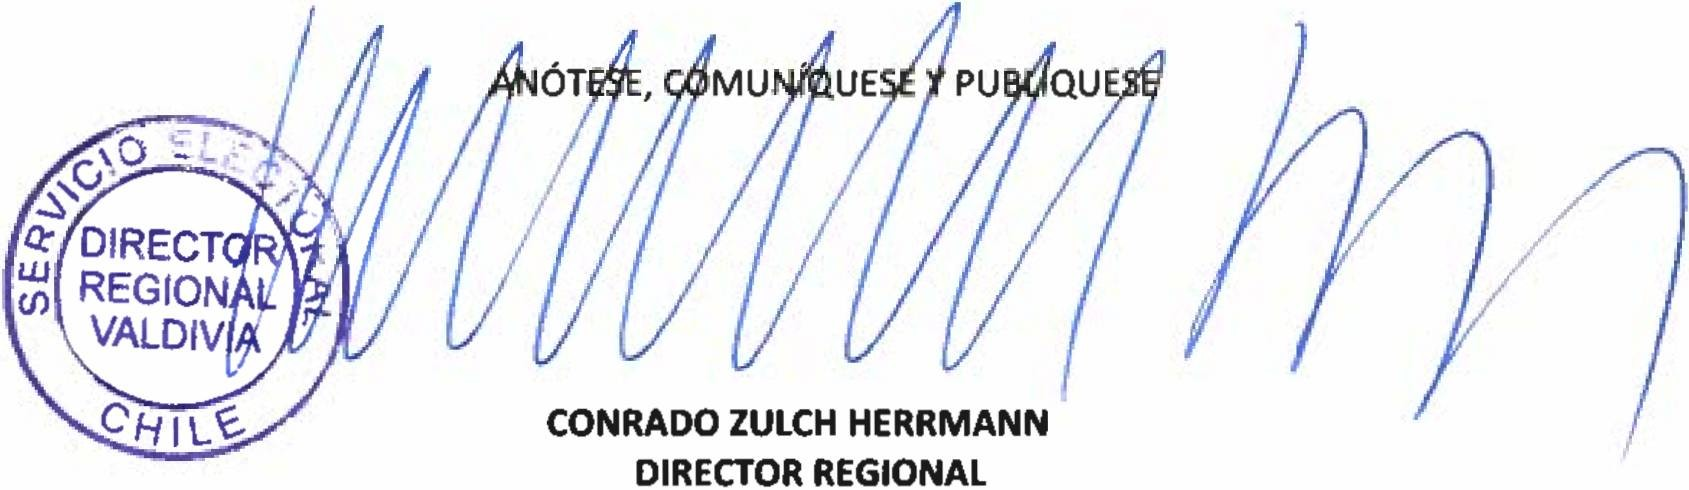 ANÓTESE, COMUNÍQUESE Y PUBLÍQUESE
SERVICIO ELECTORAL
DIRECTOR
REGIONAL
VALDIVIA
CHILE
CONRADO ZULCH HERRMANN
DIRECTOR REGIONAL